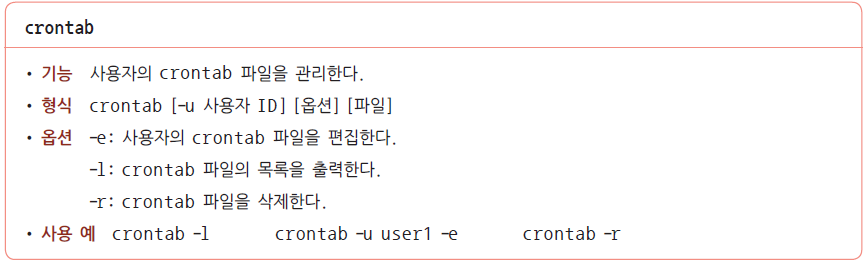 crontab
• 기능 사용자의 crontab 파일을 관리한다.
• 형식 crontab [-u 사용자 ID] [옵션] [파일]
• 옵션 -e: 사용자의 crontab 파일을 편집한다.
-l: crontab 파일의 목록을 출력한다.
-r: crontab 파일을 삭제한다.
• 사용 예 crontab -l crontab -u user1 -e crontab -r